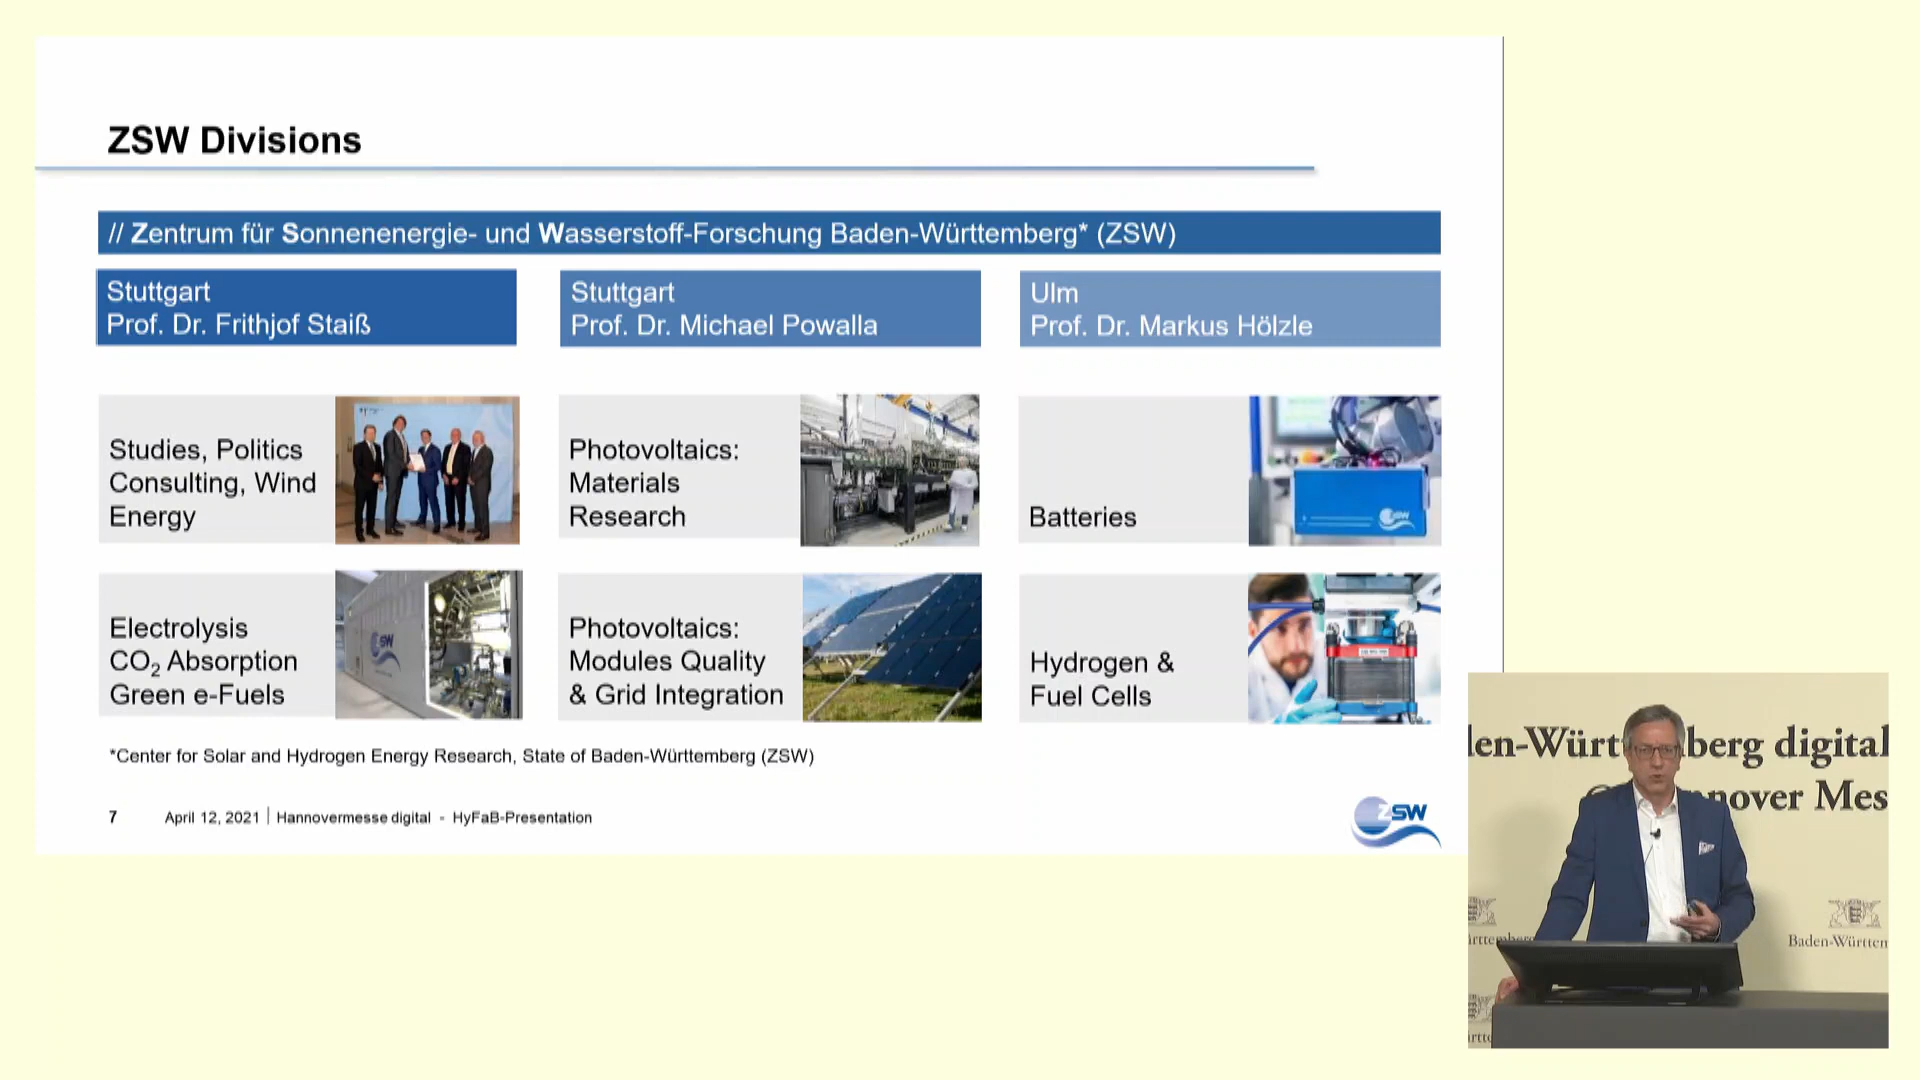 ZSW Divisions
// Zentrum für Sonnenenergie- und Wasserstoff-Forschung Baden-Württemberg* (ZSW)
Stuttgart
Prof. Dr. Frithjof Staiß
Stuttgart
Prof. Dr. Michael Powalla
Ulm
Prof. Dr. Markus Hölzle
Studies, Politics
Consulting, Wind
Energy
Photovoltaics:
Materials
Research
Batteries
Electrolysis
CO₂ Absorption
Green e-Fuels
Photovoltaics:
Modules Quality
& Grid Integration
Hydrogen &
Fuel Cells
*Center for Solar and Hydrogen Energy Research, State of Baden-Württemberg (ZSW)
7 April 12, 2021 | Hannovermesse digital - HyFaB-Presentation
ZSW
den-Würt berg digital
nnover Mes
Baden-Württem